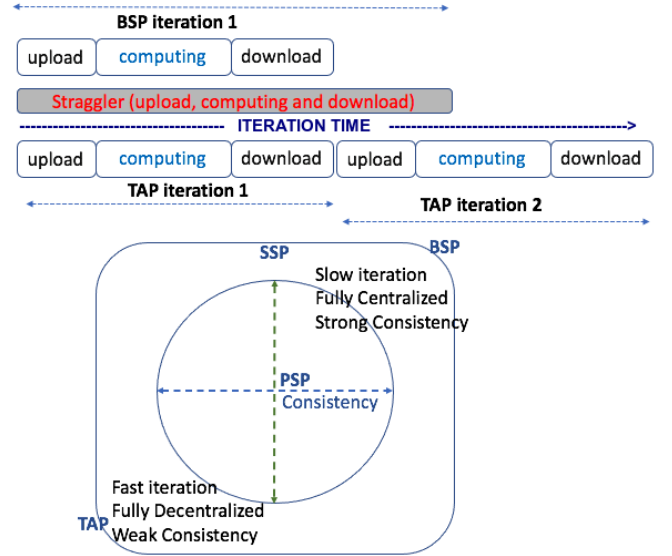 BSP iteration 1
upload computing download
Straggler (upload, computing and download)
ITERATION TIME
upload computing download upload computing download
TAP iteration 1
TAP iteration 2
SSP
BSP
Slow iteration
Fully Centralized
Strong Consistency
PSP
Consistency
Fast iteration
Fully Decentralized
TAP
Weak Consistency